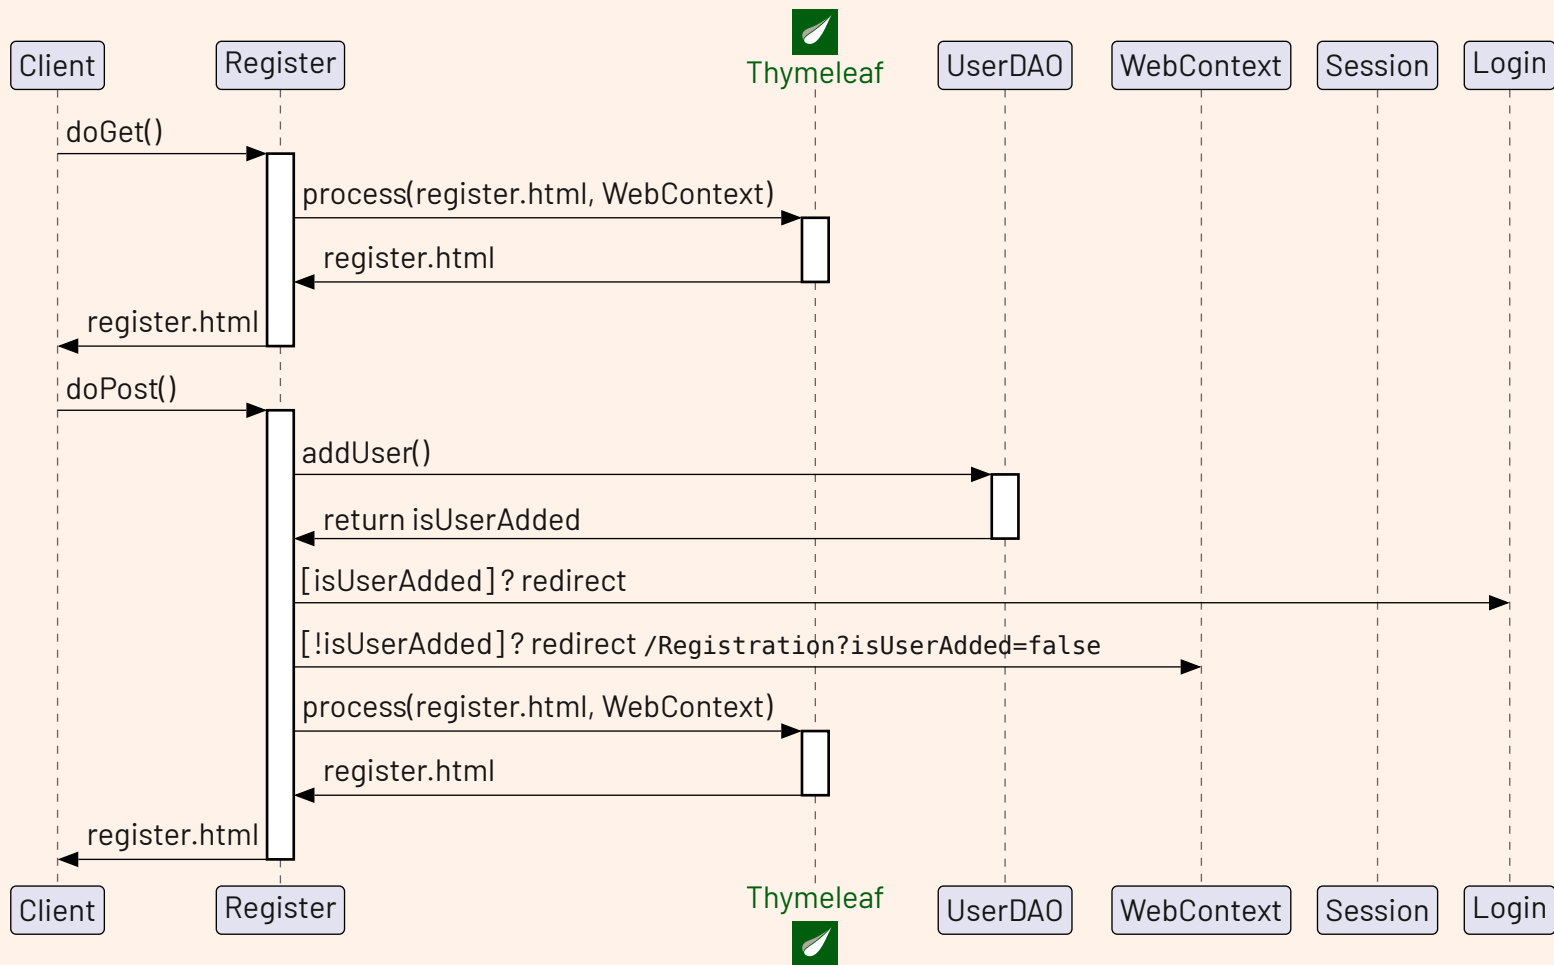 Client
Register
Thymeleaf
UserDAO
WebContext
Session
Login
doGet()
process(register.html, WebContext)
register.html
register.html
doPost()
addUser()
return isUserAdded
[isUserAdded]? redirect
[!isUserAdded]? redirect /Registration?isUserAdded=false
process(register.html, WebContext)
register.html
register.html
Client
Register
Thymeleaf
UserDAO
WebContext
Session
Login